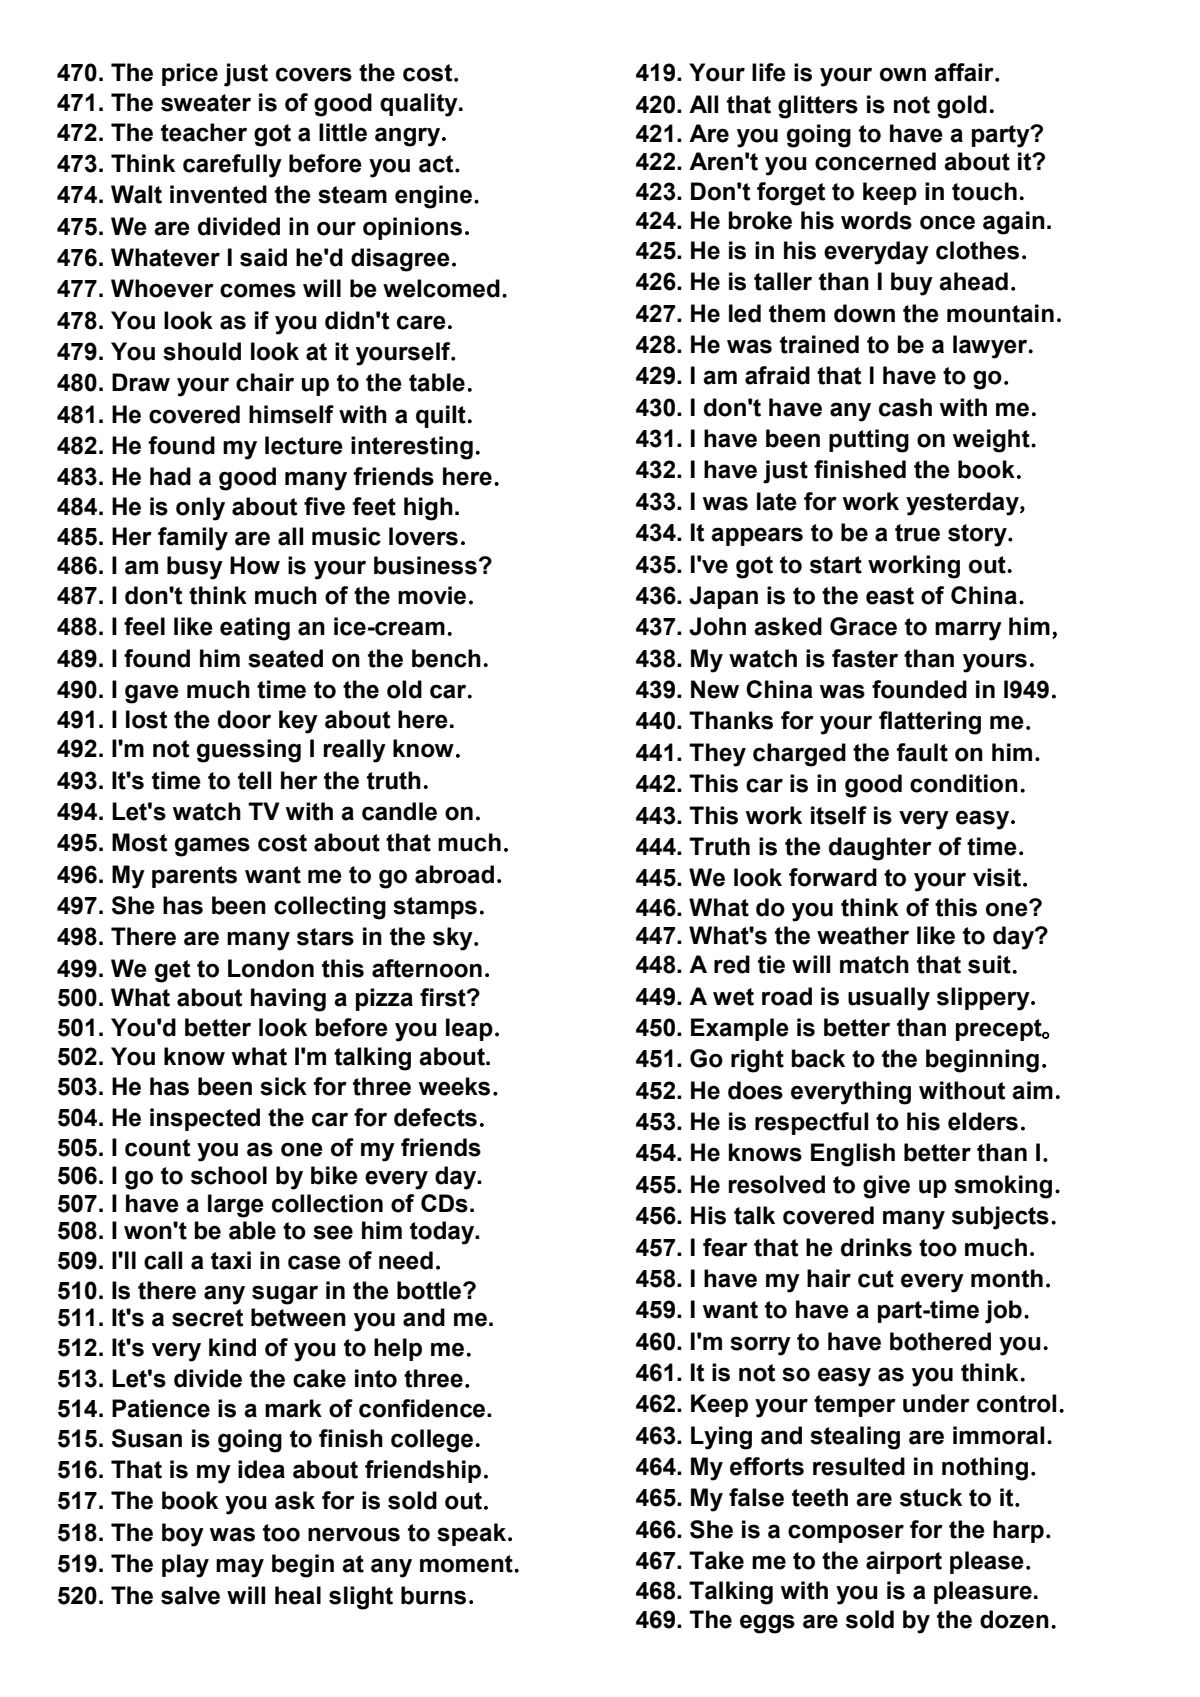 470. The price just covers the cost.
471. The sweater is of good quality.
472. The teacher got a little angry.
473. Think carefully before you act.
474. Walt invented the steam engine.
475. We are divided in our opinions.
476. Whatever I said he'd disagree.
477. Whoever comes will be welcomed.
478. You look as if you didn't care.
479. You should look at it yourself.
480. Draw your chair up to the table.
481. He covered himself with a quilt.
482. He found my lecture interesting.
483. He had a good many friends here.
484. He is only about five feet high.
485. Her family are all music lovers.
486. I am busy How is your business?
487. I don't think much of the movie.
488. I feel like eating an ice-cream.
489. I found him seated on the bench.
490. I gave much time to the old car.
491. I lost the door key about here.
492. I'm not guessing I really know.
493. It's time to tell her the truth.
494. Let's watch TV with a candle on.
495. Most games cost about that much.
496. My parents want me to go abroad.
497. She has been collecting stamps.
498. There are many stars in the sky.
499. We get to London this afternoon.
500. What about having a pizza first?
501. You'd better look before you leap.
502. You know what I'm talking about.
503. He has been sick for three weeks.
504. He inspected the car for defects.
505. I count you as one of my friends
506. I go to school by bike every day.
507. I have a large collection of CDs.
508. I won't be able to see him today.
509. I'll call a taxi in case of need.
510. Is there any sugar in the bottle?
511. It's a secret between you and me.
512. It's very kind of you to help me.
513. Let's divide the cake into three.
514. Patience is a mark of confidence.
515. Susan is going to finish college.
516. That is my idea about friendship.
517. The book you ask for is sold out.
518. The boy was too nervous to speak.
519. The play may begin at any moment.
520. The salve will heal slight burns.
419. Your life is your own affair.
420. All that glitters is not gold.
421. Are you going to have a party?
422. Aren't you concerned about it?
423. Don't forget to keep in touch.
424. He broke his words once again.
425. He is in his everyday clothes.
426. He is taller than I buy ahead.
427. He led them down the mountain.
428. He was trained to be a lawyer.
429. I am afraid that I have to go.
430. I don't have any cash with me.
431. I have been putting on weight.
432. I have just finished the book.
433. I was late for work yesterday,
434. It appears to be a true story.
435. I've got to start working out.
436. Japan is to the east of China.
437. John asked Grace to marry him,
438. My watch is faster than yours.
439. New China was founded in l949.
440. Thanks for your flattering me.
441. They charged the fault on him.
442. This car is in good condition.
443. This work itself is very easy.
444. Truth is the daughter of time.
445. We look forward to your visit.
446. What do you think of this one?
447. What's the weather like to day?
448. A red tie will match that suit.
449. A wet road is usually slippery.
450. Example is better than precept。
451. Go right back to the beginning.
452. He does everything without aim.
453. He is respectful to his elders.
454. He knows English better than I.
455. He resolved to give up smoking.
456. His talk covered many subjects.
457. I fear that he drinks too much.
458. I have my hair cut every month.
459. I want to have a part-time job.
460. I'm sorry to have bothered you.
461. It is not so easy as you think.
462. Keep your temper under control.
463. Lying and stealing are immoral.
464. My efforts resulted in nothing.
465. My false teeth are stuck to it.
466. She is a composer for the harp.
467. Take me to the airport please.
468. Talking with you is a pleasure.
469. The eggs are sold by the dozen.